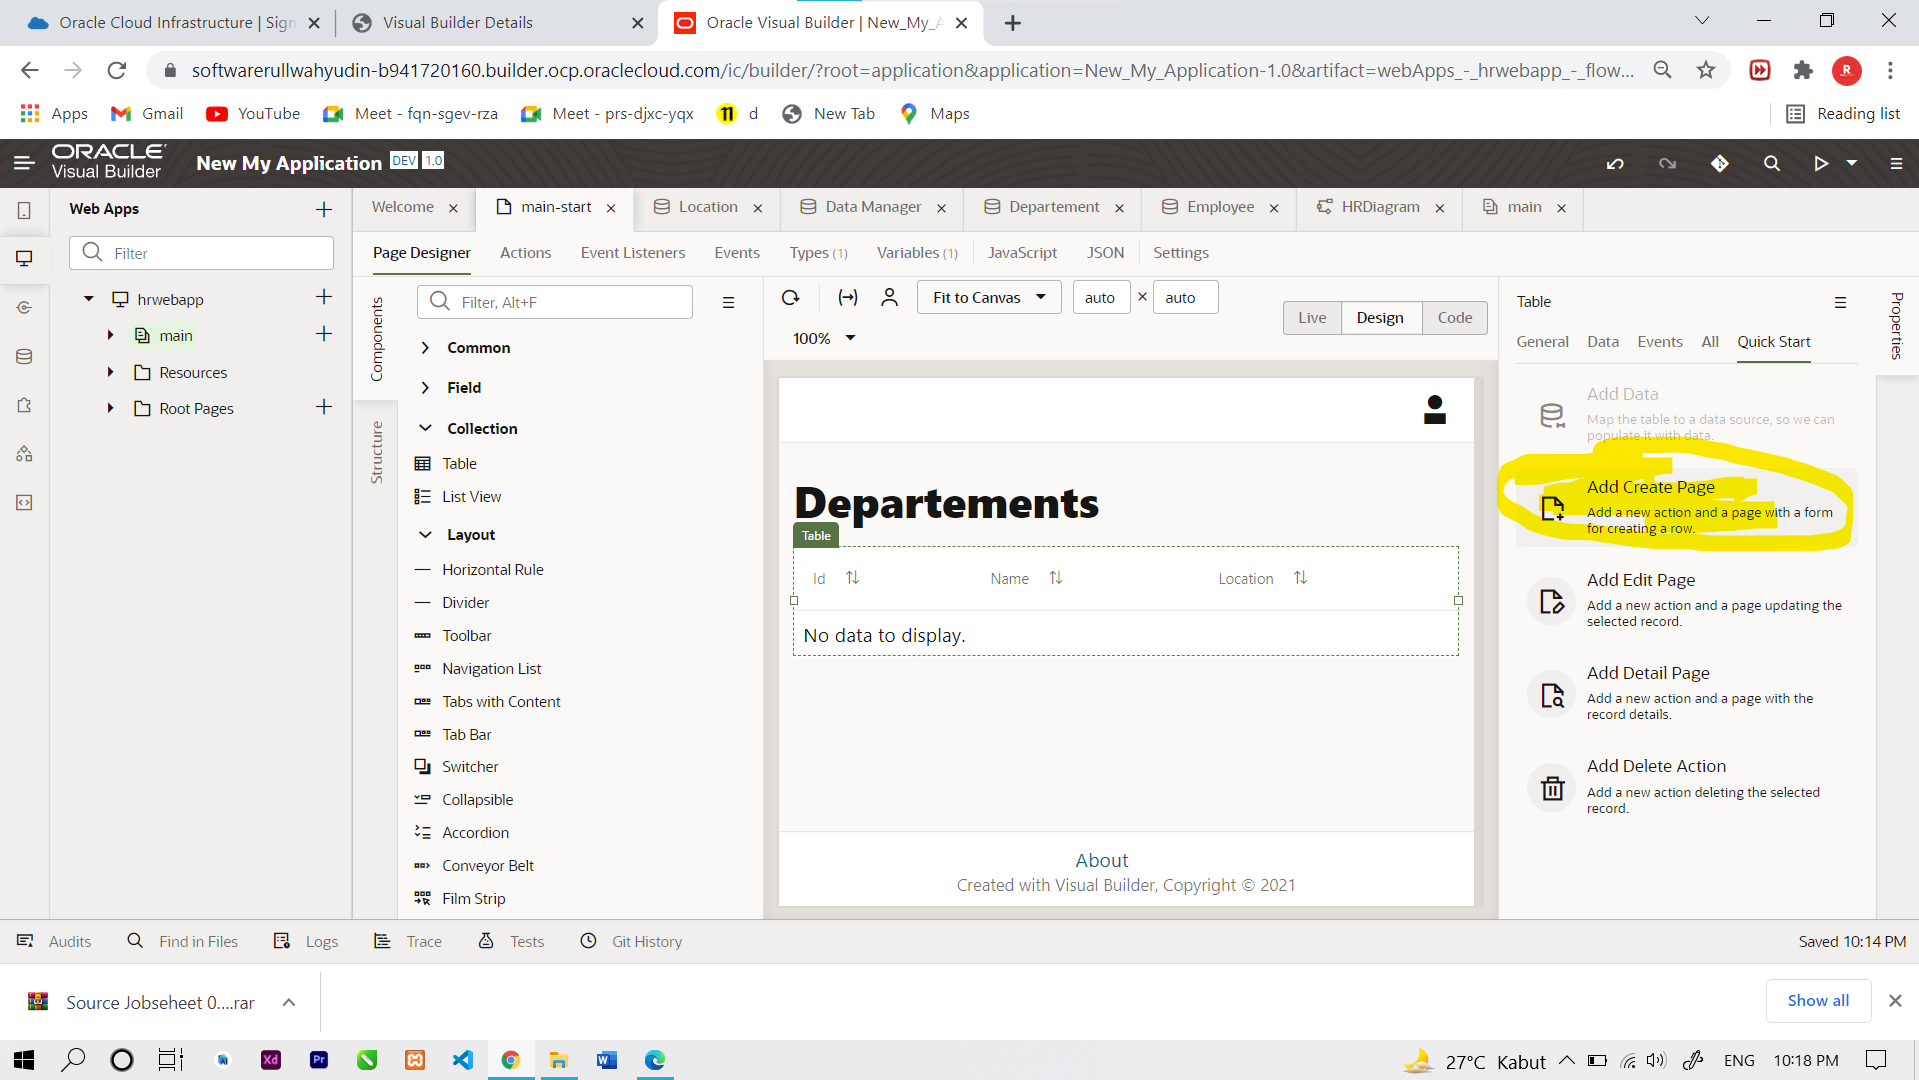 Oracle Cloud Infrastructure | Sign
Visual Builder Details
Oracle Visual Builder | New_My_A
softwarerullwahyudin-b941720160.builder.ocp.oraclecloud.com/ic/builder/?root=application&application=New_My_Application-1.0&artifact=webApps_-_hrwebapp_-_flow...
R
Apps
Gmail
YouTube
Meet - fqn-sgev-rza
Meet - prs-djxc-yqx
d
New Tab
Maps
Reading list
ORACLE
Visual Builder
New My Application DEV 1.0
Web Apps
Filter
hrwebapp
main
Resources
Root Pages
Welcome
main-start
Location
Data Manager
Departement
Employee
HRDiagram
main
Page Designer
Actions
Event Listeners
Events
Types (1)
Variables (1)
JavaScript
JSON
Settings
Components
Structure
Filter, Alt+F
Common
Field
Collection
Table
List View
Layout
Horizontal Rule
Divider
Toolbar
Navigation List
Tabs with Content
Tab Bar
Switcher
Collapsible
Accordion
Conveyor Belt
Film Strip
Fit to Canvas
auto × auto
Live
Design
Code
100%
Departements
Table
Id
Name
Location
No data to display.
About
Created with Visual Builder, Copyright © 2021
Table
Properties
General
Data
Events
All
Quick Start
Add Data
Map the table to a data source, so we can
populate it with data.
Add Create Page
Add a new action and a page with a form
for creating a row.
Add Edit Page
Add a new action and a page updating the
selected record.
Add Detail Page
Add a new action and a page with the
record details.
Add Delete Action
Add a new action deleting the selected
record.
Audits
Find in Files
Logs
Trace
Tests
Git History
Saved 10:14 PM
Source Jobseheet 0....rar
Show all
Xd
Pr
27°C Kabut
ENG
10:18 PM